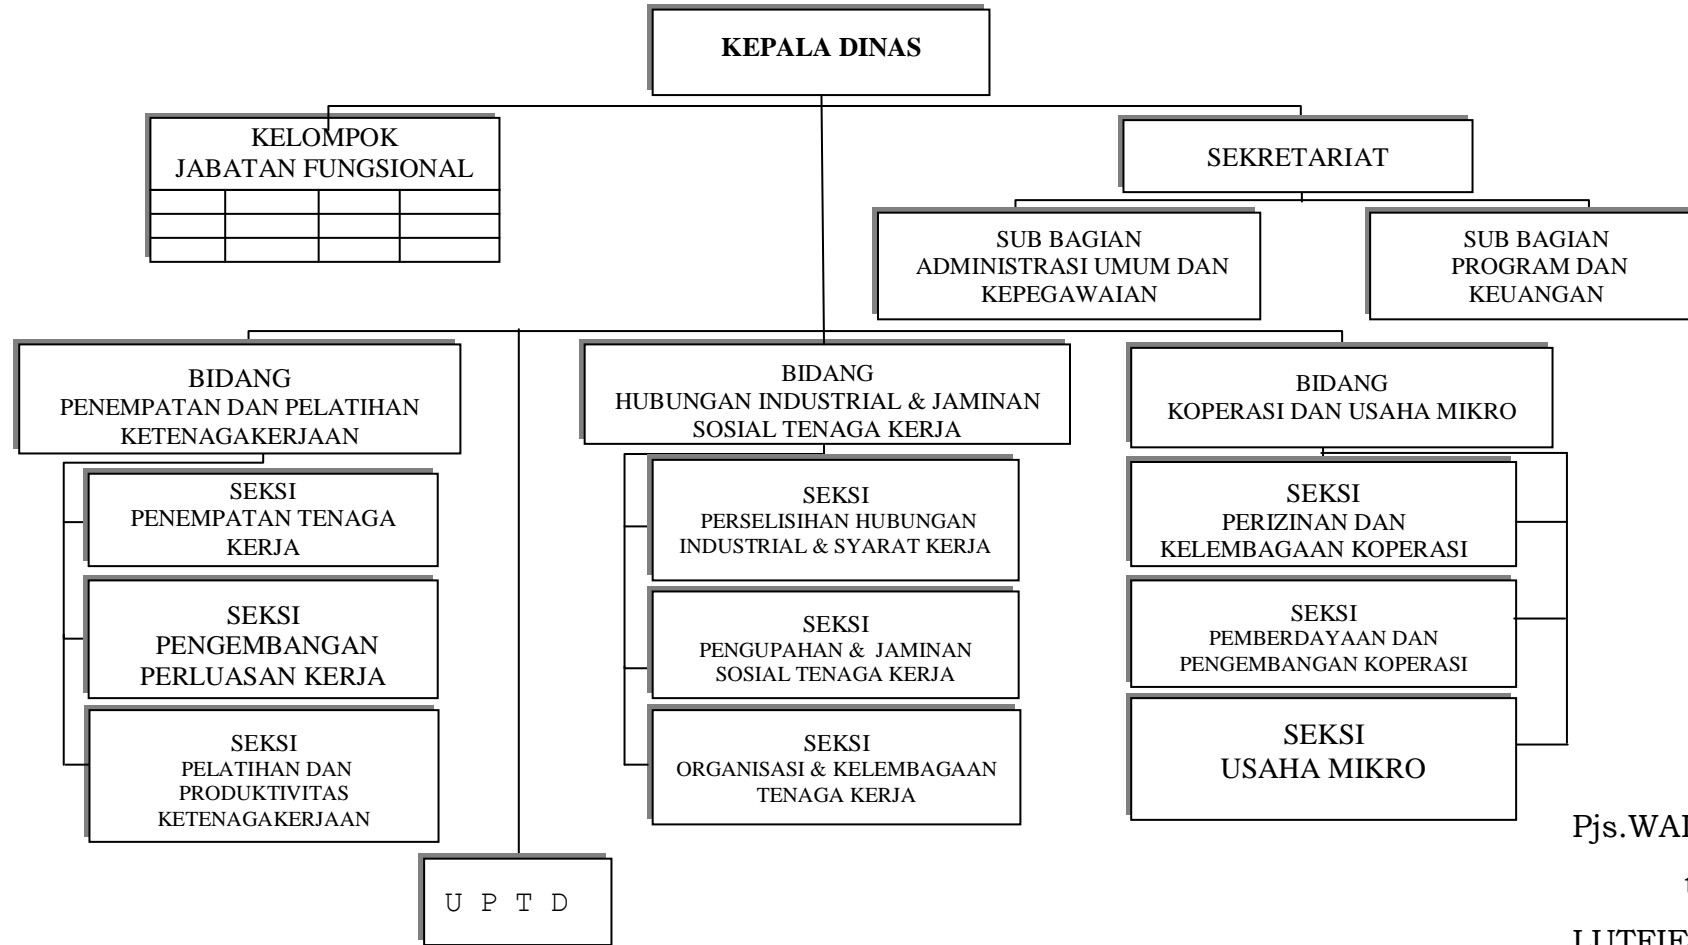 KEPALA DINAS
KELOMPOK
JABATAN FUNGSIONAL
SEKRETARIAT
SUB BAGIAN
ADMINISTRASI UMUM DAN
KEPEGAWAIAN
SUB BAGIAN
PROGRAM DAN
KEUANGAN
BIDANG
PENEMPATAN DAN PELATIHAN
KETENAGAKERJAAN
BIDANG
HUBUNGAN INDUSTRIAL & JAMINAN
SOSIAL TENAGA KERJA
BIDANG
KOPERASI DAN USAHA MIKRO
SEKSI
PENEMPATAN TENAGA
KERJA
SEKSI
PENGEMBANGAN
PERLUASAN KERJA
SEKSI
PELATIHAN DAN
PRODUKTIVITAS
KETENAGAKERJAAN
SEKSI
PERSELISIHAN HUBUNGAN
INDUSTRIAL & SYARAT KERJA
SEKSI
PENGUPAHAN & JAMINAN
SOSIAL TENAGA KERJA
SEKSI
ORGANISASI & KELEMBAGAAN
TENAGA KERJA
SEKSI
PERIZINAN DAN
KELEMBAGAAN KOPERASI
SEKSI
PEMBERDAYAAN DAN
PENGEMBANGAN KOPERASI
SEKSI
USAHA MIKRO
U P T D
Pjs.